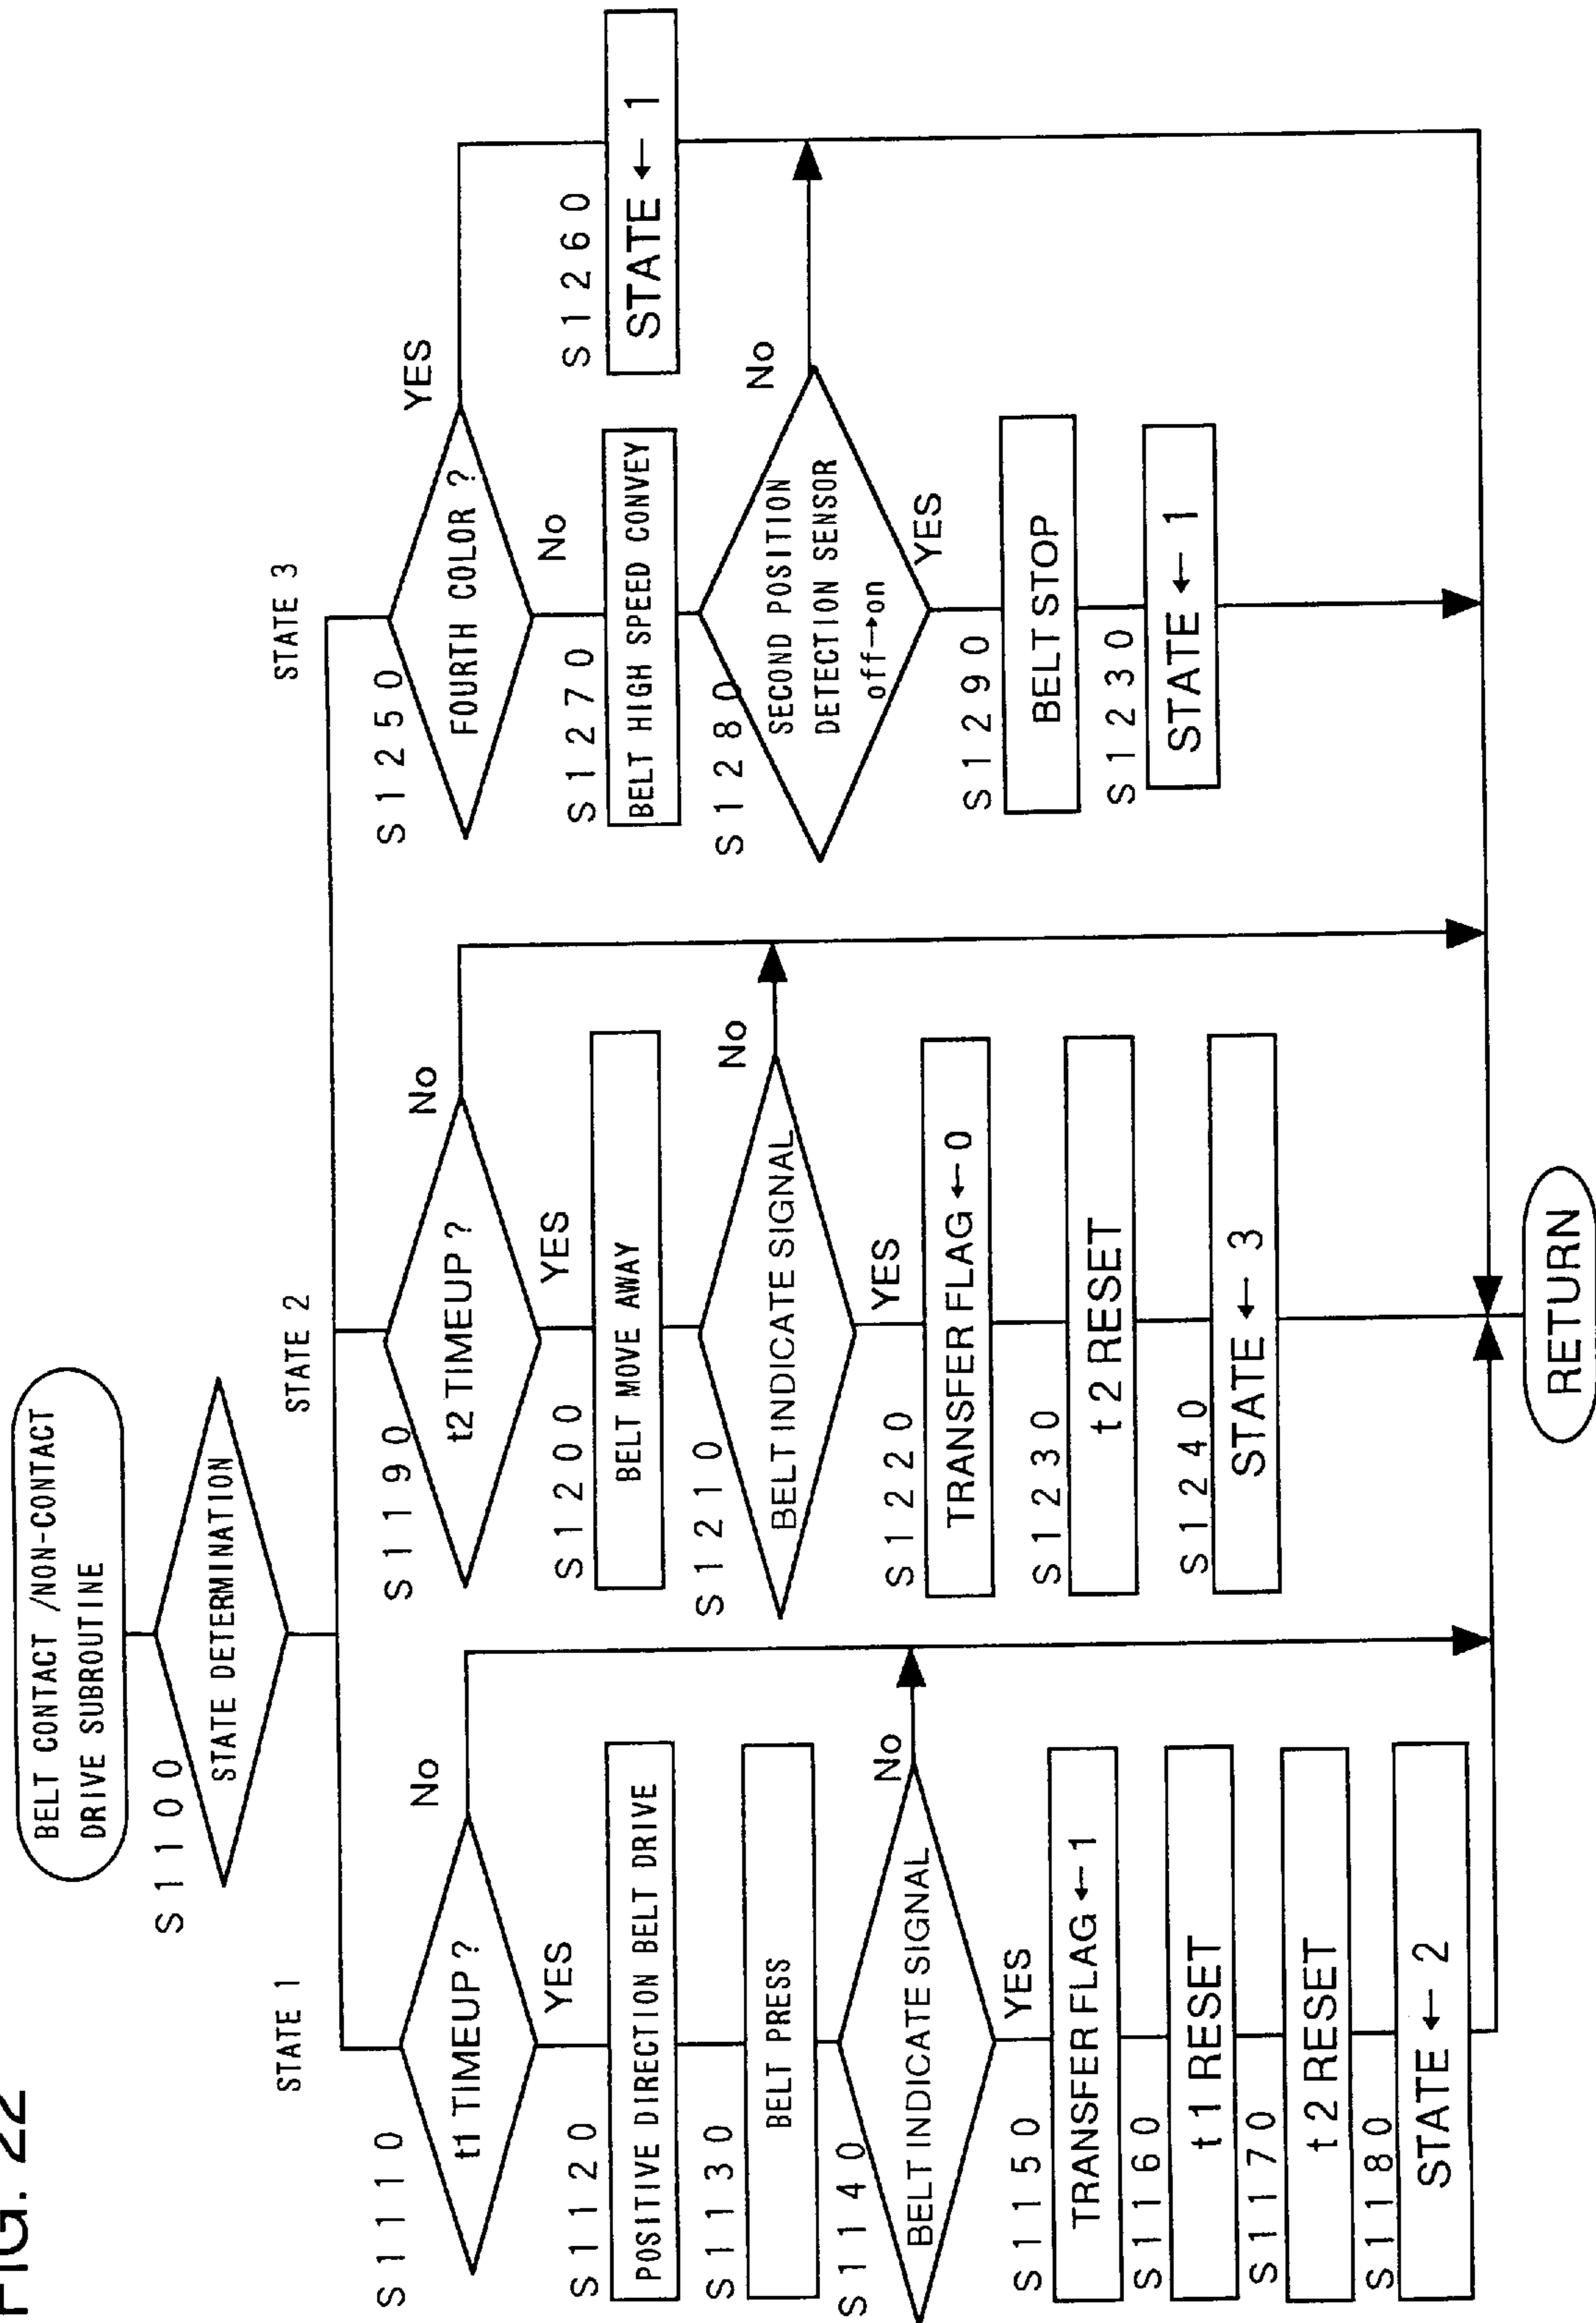 FIG. 22
BELT CONTACT /NON-CONTACT
DRIVE SUBROUTINE
S1100
STATE DETERMINATION
STATE 1
S1110
t1 TIMEUP ?
No
YES
S1120
POSITIVE DIRECTION BELT DRIVE
S1130
BELT PRESS
S1140
BELT INDICATE SIGNAL
No
YES
S1150
TRANSFER FLAG ← 1
S1160
t1 RESET
S1170
t2 RESET
S1180
STATE ← 2
STATE 2
S1190
t2 TIMEUP ?
No
YES
S1200
BELT MOVE AWAY
S1210
BELT INDICATE SIGNAL
No
YES
S1220
TRANSFER FLAG ← 0
S1230
t2 RESET
S1240
STATE ← 3
STATE 3
S1250
FOURTH COLOR ?
YES
No
S1260
STATE ← 1
S1270
BELT HIGH SPEED CONVEY
S1280
SECOND POSITION
DETECTION SENSOR
off→on
No
YES
S1290
BELT STOP
S1230
STATE ← 1
RETURN